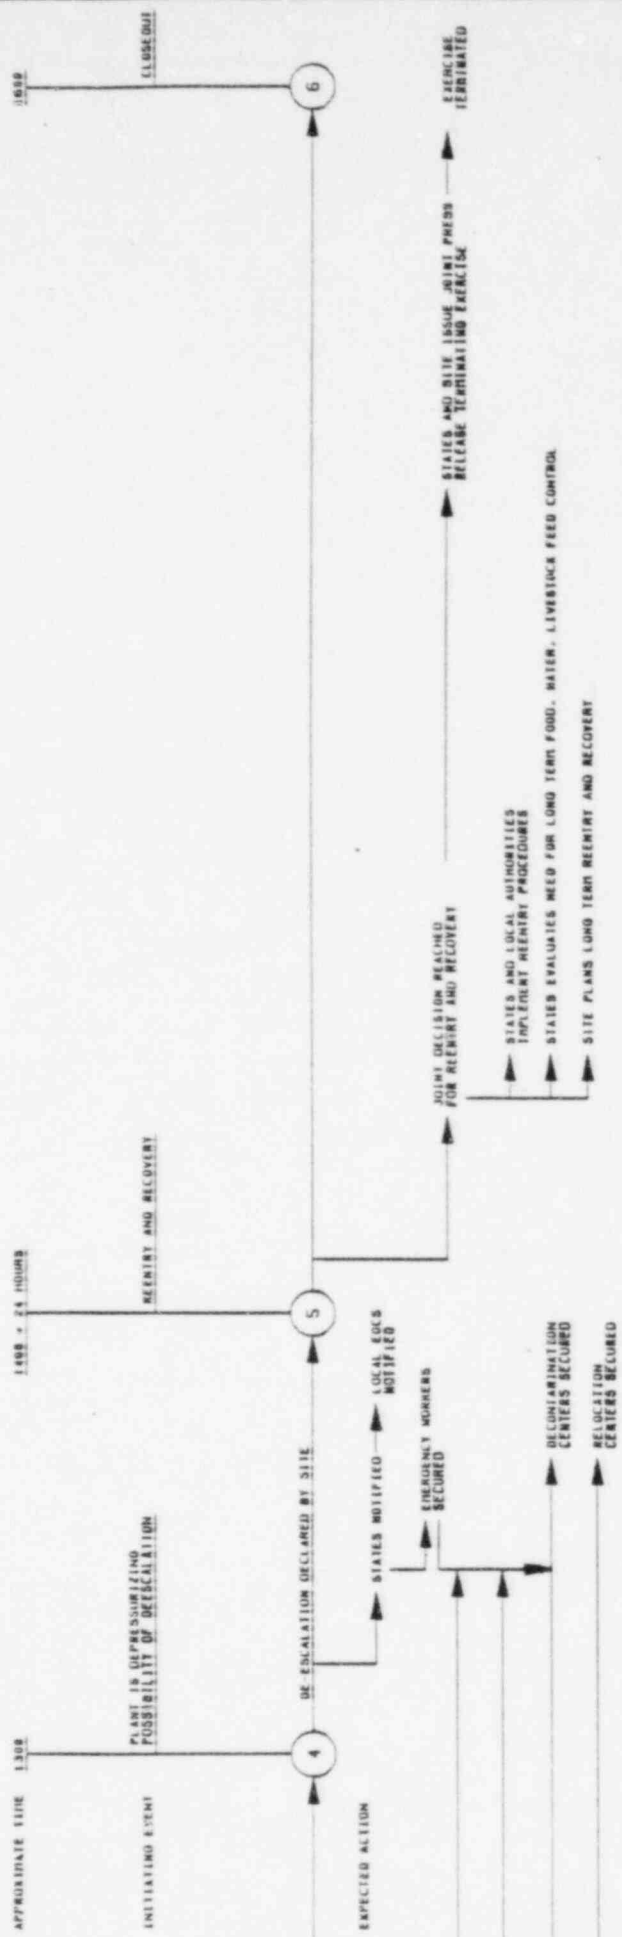 APPROXIMATE TIME
1300
1400 + 24 HOURS
INITIATING EVENT
PLANT IS DEPRESSURIZING
POSSIBILITY OF DEESCALATION
REENTRY AND RECOVERY
CLOSEOUT
4
DE-ESCALATION DECLARED BY SITE
5
6
EXPECTED ACTION
STATES NOTIFIED
LOCAL EOCS
NOTIFIED
EMERGENCY WORKERS
SECURED
DECONTAMINATION
CENTERS SECURED
RELOCATION
CENTERS SECURED
JOINT DECISION REACHED
FOR REENTRY AND RECOVERY
STATES AND LOCAL AUTHORITIES
IMPLEMENT REENTRY PROCEDURES
STATES EVALUATES NEED FOR LONG TERM FOOD, WATER, LIVESTOCK FEED CONTROL
SITE PLANS LONG TERM REENTRY AND RECOVERY
STATES AND SITE ISSUE JOINT PRESS
RELEASE TERMINATING EXERCISE
EXERCISE
TERMINATED